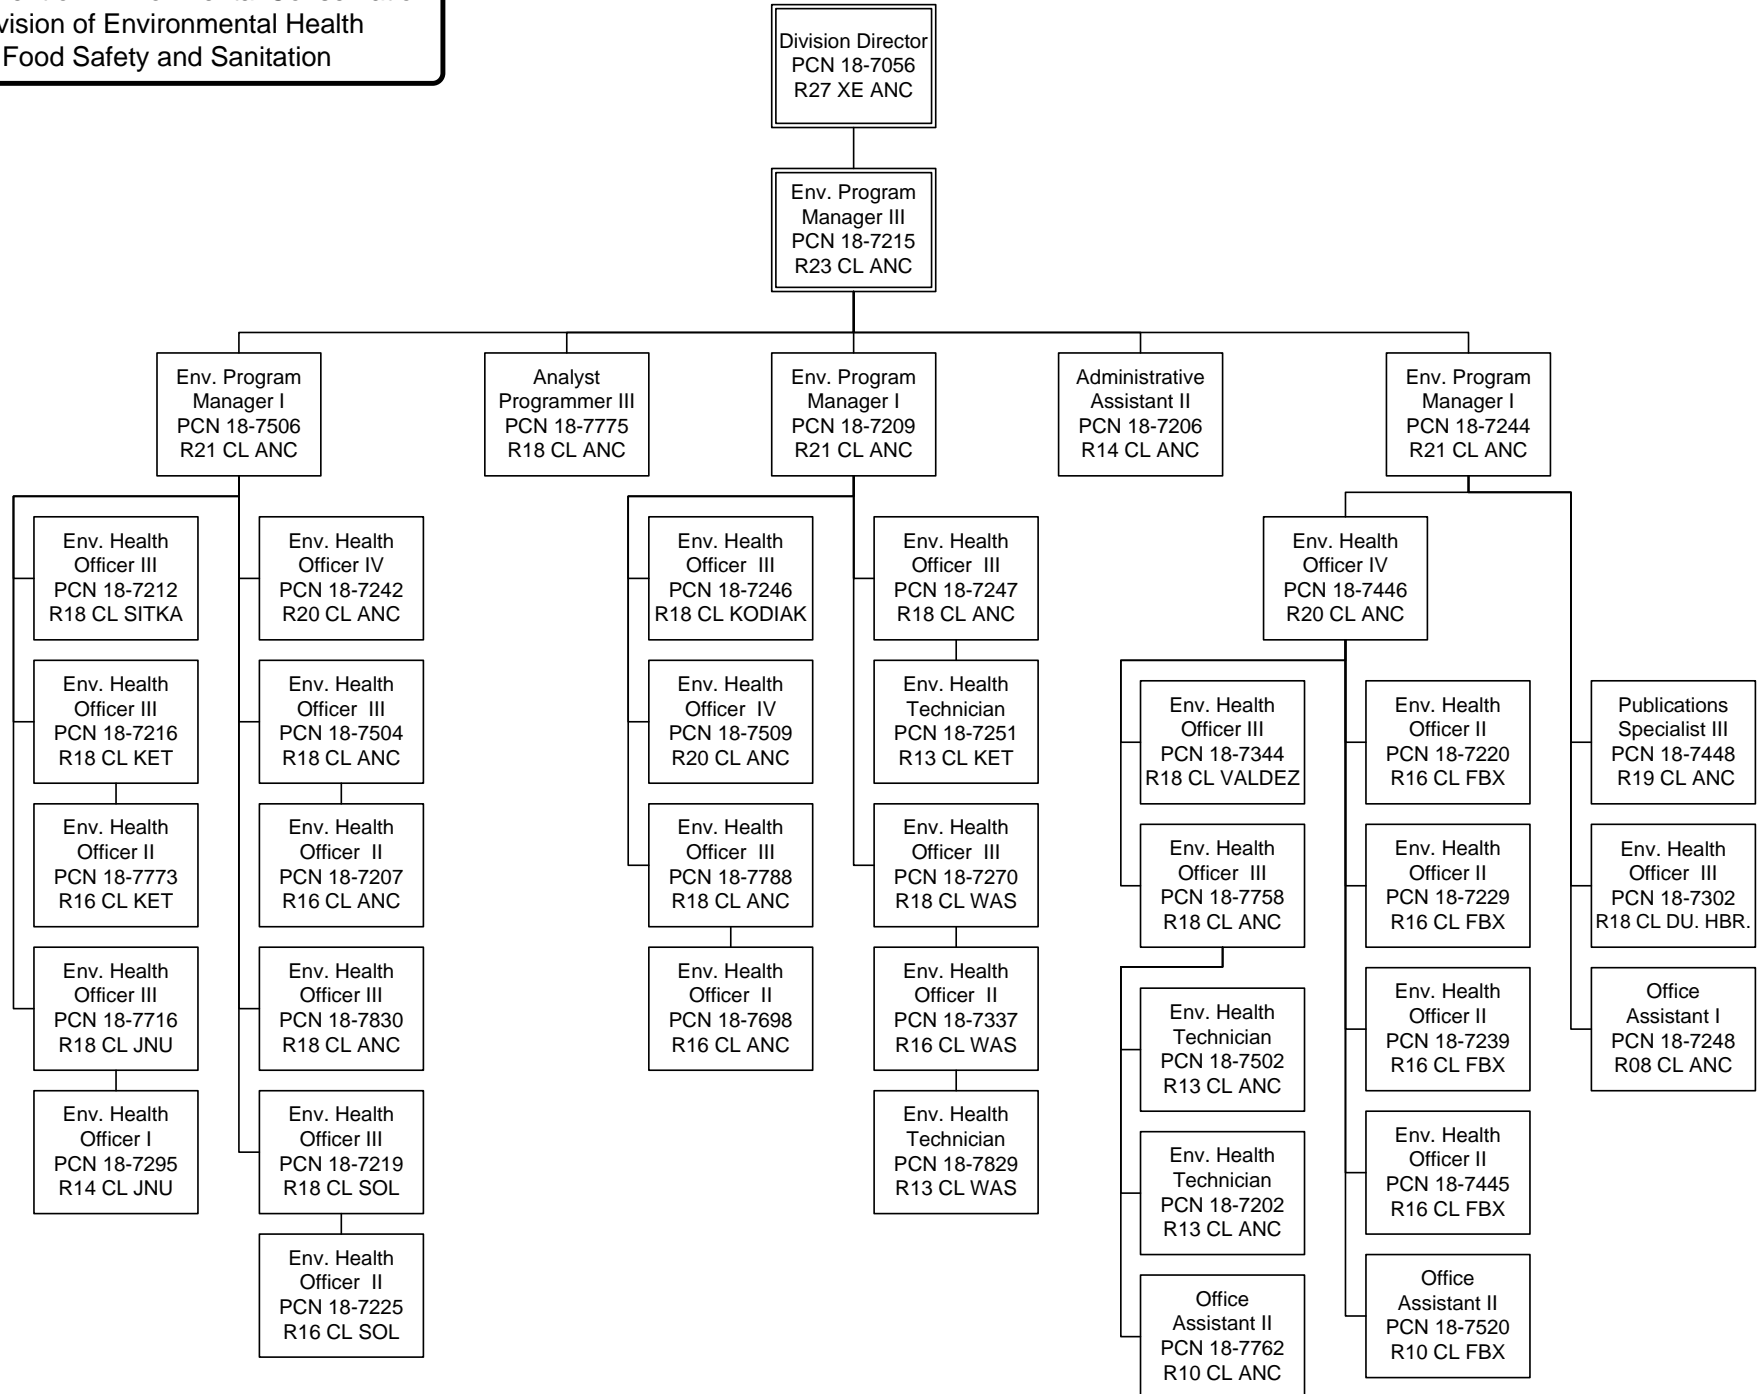 of Environmental Health
Food Safety and Sanitation
Division Director
PCN 18-7056
R27 XE ANC
Env. Program
Manager III
PCN 18-7215
R23 CL ANC
Env. Program
Manager I
PCN 18-7506
R21 CL ANC
Analyst
Programmer III
PCN 18-7775
R18 CL ANC
Env. Program
Manager I
PCN 18-7209
R21 CL ANC
Administrative
Assistant II
PCN 18-7206
R14 CL ANC
Env. Program
Manager I
PCN 18-7244
R21 CL ANC
Env. Health
Officer III
PCN 18-7212
R18 CL SITKA
Env. Health
Officer III
PCN 18-7216
R18 CL KET
Env. Health
Officer II
PCN 18-7773
R16 CL KET
Env. Health
Officer III
PCN 18-7716
R18 CL JNU
Env. Health
Officer I
PCN 18-7295
R14 CL JNU
Env. Health
Officer IV
PCN 18-7242
R20 CL ANC
Env. Health
Officer III
PCN 18-7504
R18 CL ANC
Env. Health
Officer II
PCN 18-7207
R16 CL ANC
Env. Health
Officer III
PCN 18-7830
R18 CL ANC
Env. Health
Officer III
PCN 18-7219
R18 CL SOL
Env. Health
Officer II
PCN 18-7225
R16 CL SOL
Env. Health
Officer III
PCN 18-7246
R18 CL KODIAK
Env. Health
Officer IV
PCN 18-7509
R20 CL ANC
Env. Health
Officer III
PCN 18-7788
R18 CL ANC
Env. Health
Officer II
PCN 18-7698
R16 CL ANC
Env. Health
Officer III
PCN 18-7247
R18 CL ANC
Env. Health
Technician
PCN 18-7251
R13 CL KET
Env. Health
Officer III
PCN 18-7270
R18 CL WAS
Env. Health
Officer II
PCN 18-7337
R16 CL WAS
Env. Health
Technician
PCN 18-7829
R13 CL WAS
Env. Health
Officer IV
PCN 18-7446
R20 CL ANC
Env. Health
Officer III
PCN 18-7344
R18 CL VALDEZ
Env. Health
Officer III
PCN 18-7758
R18 CL ANC
Env. Health
Technician
PCN 18-7502
R13 CL ANC
Env. Health
Technician
PCN 18-7202
R13 CL ANC
Office
Assistant II
PCN 18-7762
R10 CL ANC
Env. Health
Officer II
PCN 18-7220
R16 CL FBX
Env. Health
Officer II
PCN 18-7229
R16 CL FBX
Env. Health
Officer II
PCN 18-7239
R16 CL FBX
Env. Health
Officer II
PCN 18-7445
R16 CL FBX
Office
Assistant II
PCN 18-7520
R10 CL FBX
Publications
Specialist III
PCN 18-7448
R19 CL ANC
Env. Health
Officer III
PCN 18-7302
R18 CL DU. HBR.
Office
Assistant I
PCN 18-7248
R08 CL ANC